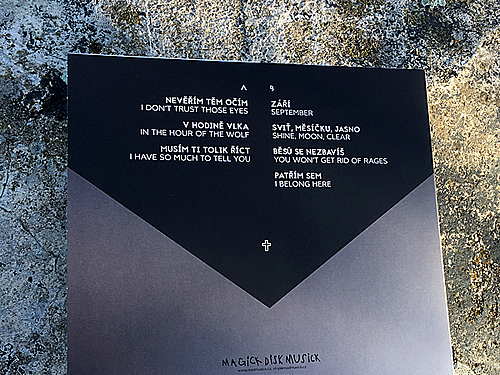 A
NEVĚŘÍM TĚM OČÍM
I DON'T TRUST THOSE EYES
V HODINĚ VLKA
IN THE HOUR OF THE WOLF
MUSÍM TI TOLIK ŘÍCT
I HAVE SO MUCH TO TELL YOU
B
ZÁŘÍ
SEPTEMBER
SVIŤ, MĚSÍČKU, JASNO
SHINE, MOON, CLEAR
BĚSŮ SE NEZBAVÍŠ
YOU WON'T GET RID OF RAGES
PATŘÍM SEM
I BELONG HERE
MAGICK DISK MUSICK